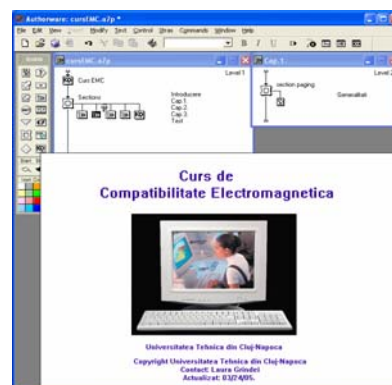 Authorware: cursEMC.a7p *
File Edit View Insert Modify Text Control Xtras Commands Window Help
cursEMC.a7p
Level 1
Curs EMC
Sections
Introducere
Cap.1
Cap.2
Cap.3
Test
Cap. 1
Level 2
section paging
Generalitati
Curs de
Compatibilitate Electromagnetica
Universitatea Tehnica din Cluj-Napoca
Copyright Universitatea Tehnica din Cluj-Napoca
Contact: Laura Grindei
Actualizat: 03/24/05.